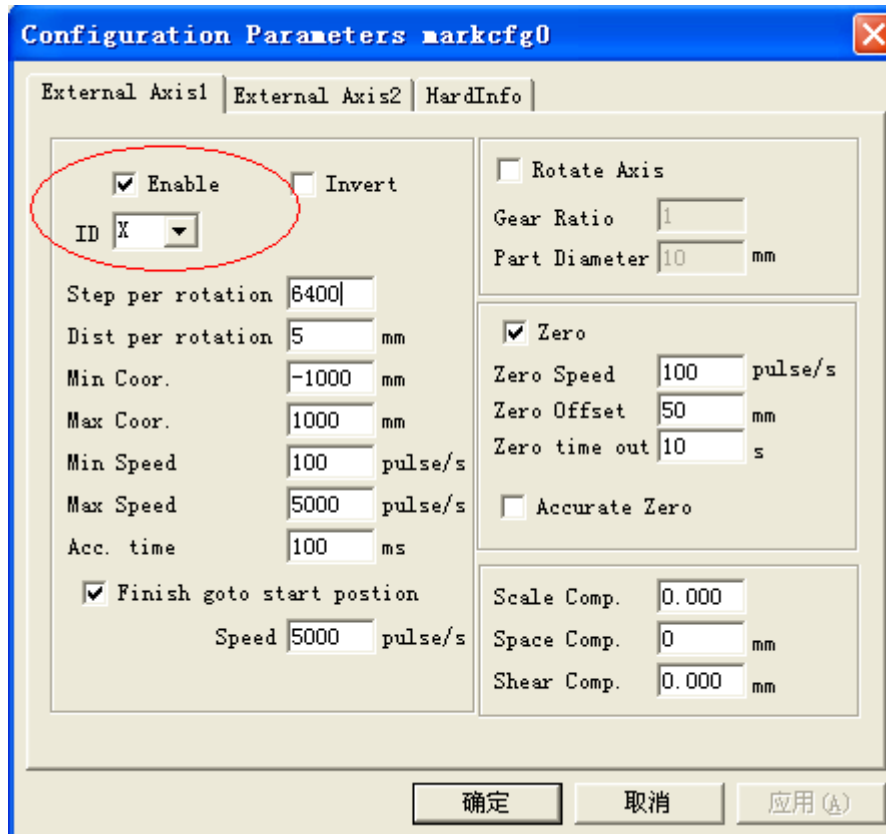 Configuration Parameters markcfg0
External Axis1 External Axis2 HardInfo
Enable Invert
ID X
Step per rotation 6400
Dist per rotation 5 mm
Min Coor. -1000 mm
Max Coor. 1000 mm
Min Speed 100 pulse/s
Max Speed 5000 pulse/s
Acc. time 100 ms
Finish goto start postion
Speed 5000 pulse/s
Rotate Axis
Gear Ratio 1
Part Diameter 10 mm
Zero
Zero Speed 100 pulse/s
Zero Offset 50 mm
Zero time out 10 s
Accurate Zero
Scale Comp. 0.000
Space Comp. 0 mm
Shear Comp. 0.000 mm
确定 取消 应用(A)